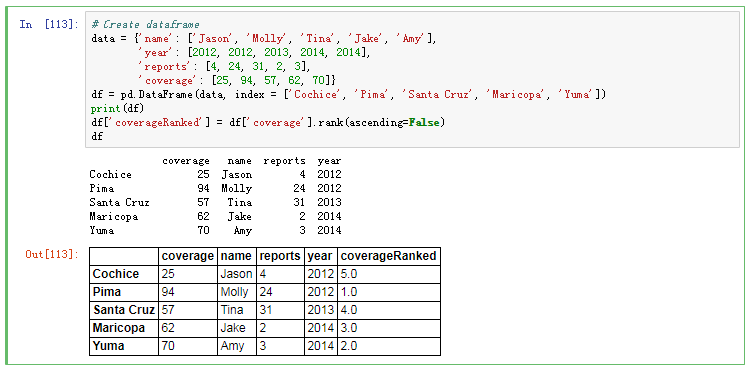 In [113]: # Create dataframe
data = {'name': ['Jason', 'Molly', 'Tina', 'Jake', 'Amy'],
'year': [2012, 2012, 2013, 2014, 2014],
'reports': [4, 24, 31, 2, 3],
'coverage': [25, 94, 57, 62, 70]}
df = pd.DataFrame(data, index = ['Cochice', 'Pima', 'Santa Cruz', 'Maricopa', 'Yuma'])
print(df)
df['coverageRanked'] = df['coverage'].rank(ascending=False)
df
coverage name reports year
Cochice 25 Jason 4 2012
Pima 94 Molly 24 2012
Santa Cruz 57 Tina 31 2013
Maricopa 62 Jake 2 2014
Yuma 70 Amy 3 2014
Out[113]: coverage name reports year coverageRanked
Cochice 25 Jason 4 2012 5.0
Pima 94 Molly 24 2012 1.0
Santa Cruz 57 Tina 31 2013 4.0
Maricopa 62 Jake 2 2014 3.0
Yuma 70 Amy 3 2014 2.0